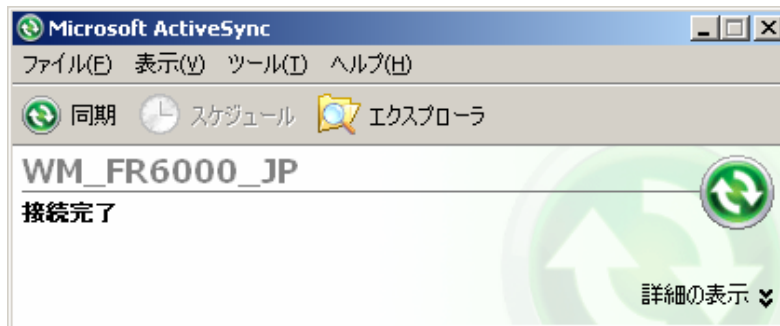 Microsoft ActiveSync
ファイル(F) 表示(V) ツール(T) ヘルプ(H)
同期 スケジュール エクスプローラ
WM_FR6000_JP
接続完了
詳細の表示